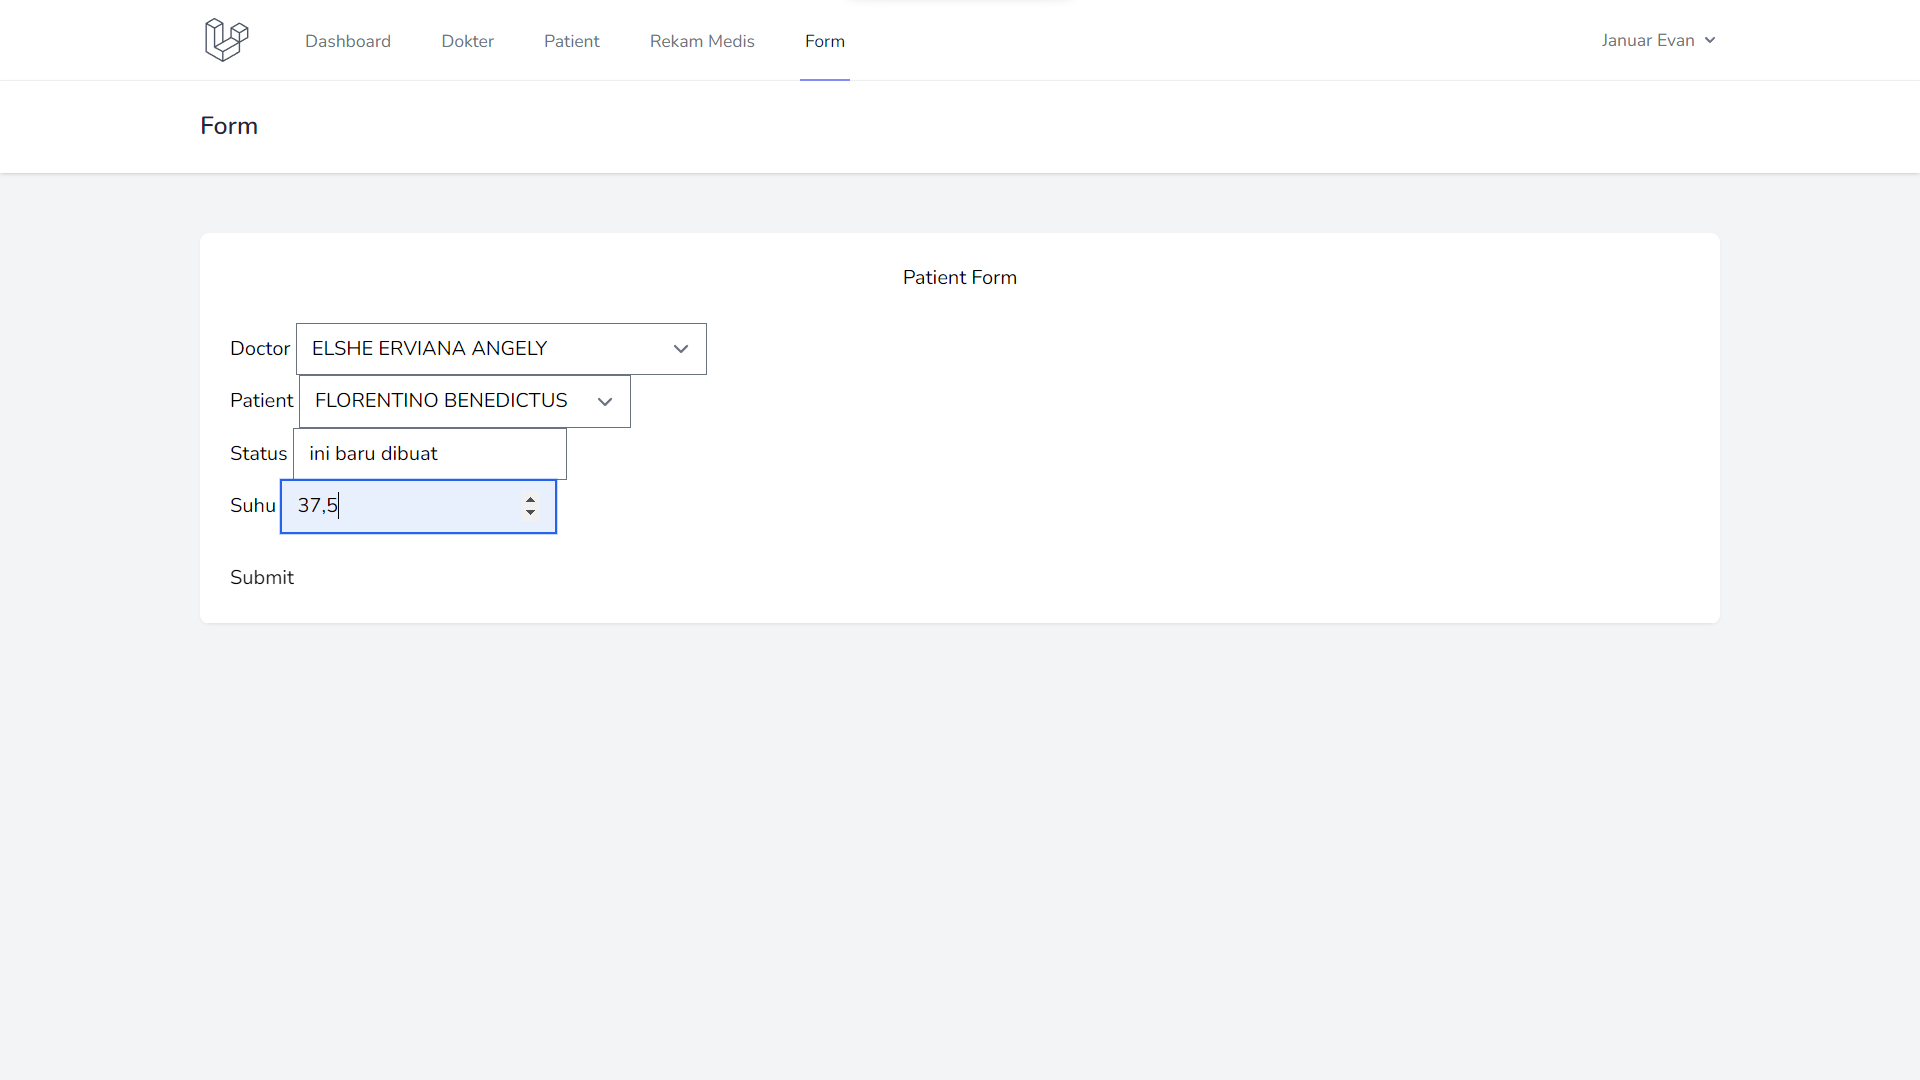 Dashboard Dokter Patient Rekam Medis Form Januar Evan
Form
Patient Form
Doctor ELSHE ERVIANA ANGELY
Patient FLORENTINO BENEDICTUS
Status ini baru dibuat
Suhu 37,5
Submit